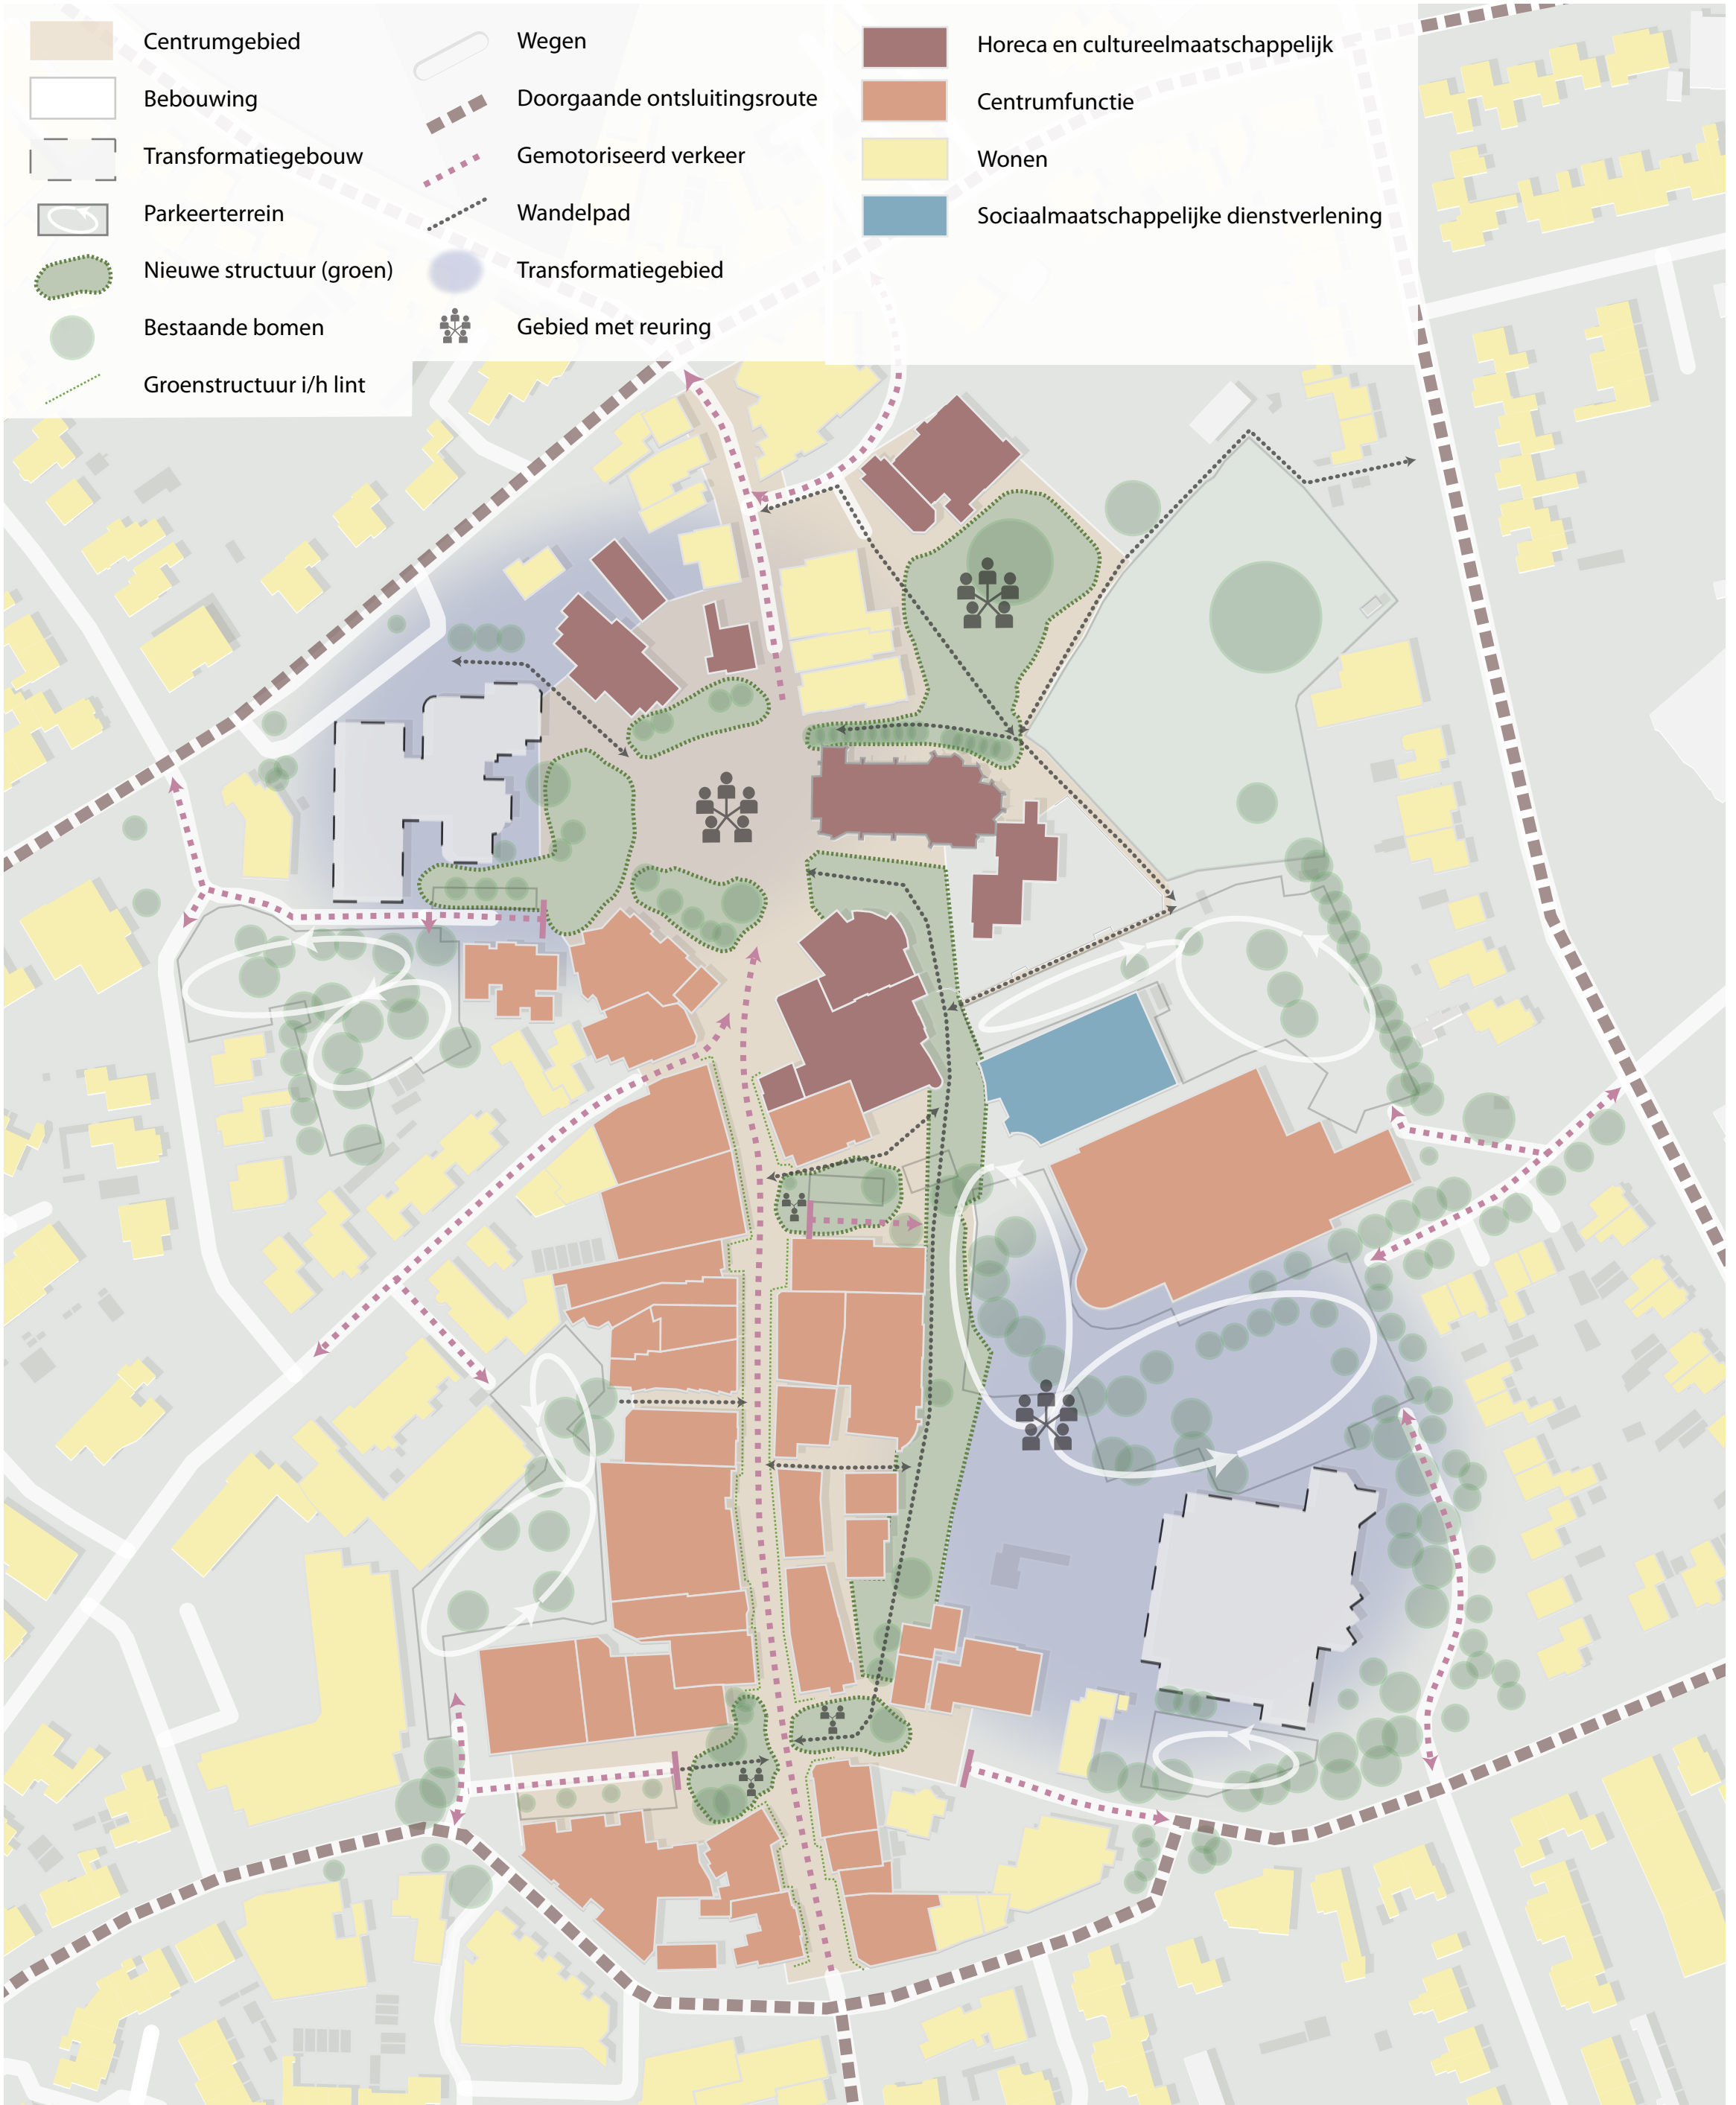 Centrumgebied
Bebouwing
Transformatiegebouw
Parkeerterrein
Nieuwe structuur (groen)
Bestaande bomen
Groenstructuur i/h lint
Wegen
Doorgaande ontsluitingsroute
Gemotoriseerd verkeer
Wandelpad
Transformatiegebied
Gebied met reuring
Horeca en cultureelmaatschappelijk
Centrumfunctie
Wonen
Sociaalmaatschappelijke dienstverlening